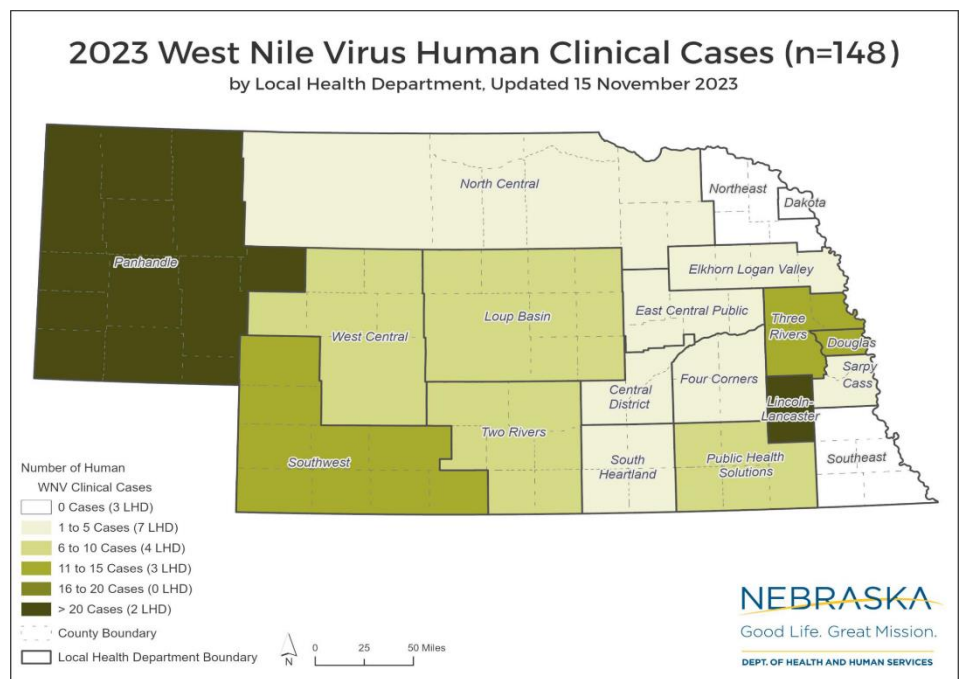 2023 West Nile Virus Human Clinical Cases (n=148)
by Local Health Department, Updated 15 November 2023
North Central
Northeast
Dakota
Panhandle
Elkhorn Logan Valley
East Central Public
Loup Basin
Three
Rivers
West Central
Douglas
Sarpy
Cass
Four Corners
Central
District
Lincoln-
Lancaster
Two Rivers
Southwest
South
Heartland
Public Health
Solutions
Southeast
Number of Human
WNV Clinical Cases
0 Cases (3 LHD)
1 to 5 Cases (7 LHD)
6 to 10 Cases (4 LHD)
11 to 15 Cases (3 LHD)
16 to 20 Cases (0 LHD)
> 20 Cases (2 LHD)
County Boundary
Local Health Department Boundary
N
0 25 50 Miles
NEBRASKA
Good Life. Great Mission.
DEPT. OF HEALTH AND HUMAN SERVICES